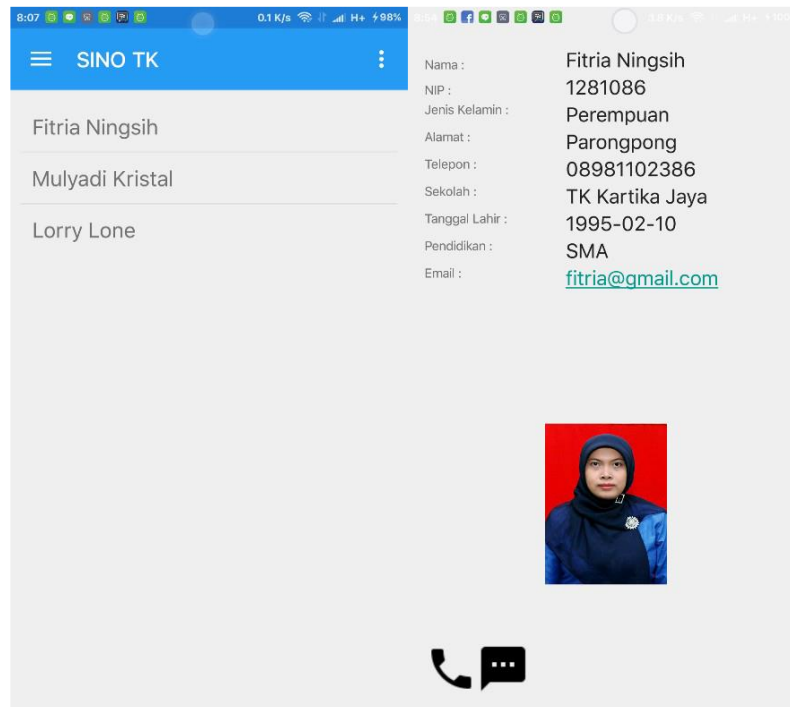 8:07 0.1 K/s H+ 98%
SINO TK
Fitria Ningsih
Mulyadi Kristal
Lorry Lone
Nama : Fitria Ningsih
NIP : 1281086
Jenis Kelamin : Perempuan
Alamat : Parongpong
Telepon : 08981102386
Sekolah : TK Kartika Jaya
Tanggal Lahir : 1995-02-10
Pendidikan : SMA
Email : fitria@gmail.com